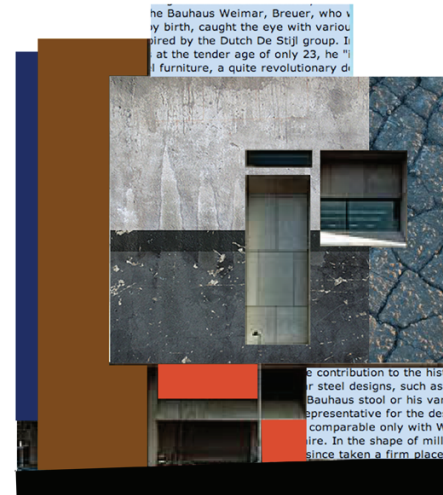 he Bauhaus Weimar, Breuer, who
by birth, caught the eye with variou
pired by the Dutch De Stijl group. I
at the tender age of only 23, he "i
l furniture, a quite revolutionary d
e contribution to the hist
r steel designs, such as
Bauhaus stool or his var
epresentative for the des
comparable only with W
ire. In the shape of mill
since taken a firm place